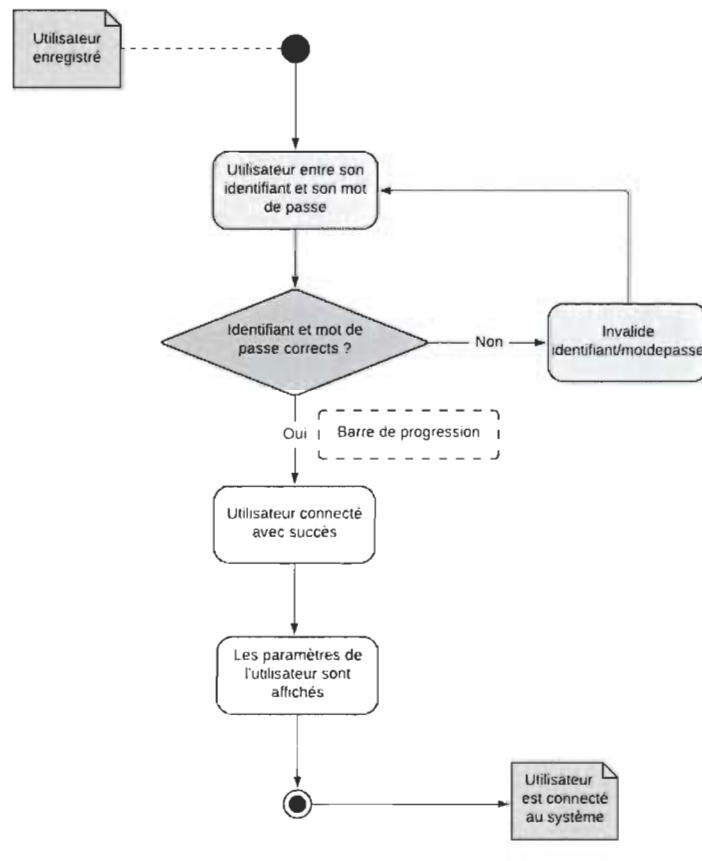 Utilisateur
enregistré
Utilisateur entre son
identifiant et son mot
de passe
Identifiant et mot de
passe corrects ?
Non
Invalide
identifiant/motdepasse
Oui
Barre de progression
Utilisateur connecté
avec succès
Les paramètres de
l'utilisateur sont
affichés
Utilisateur
est connecté
au système